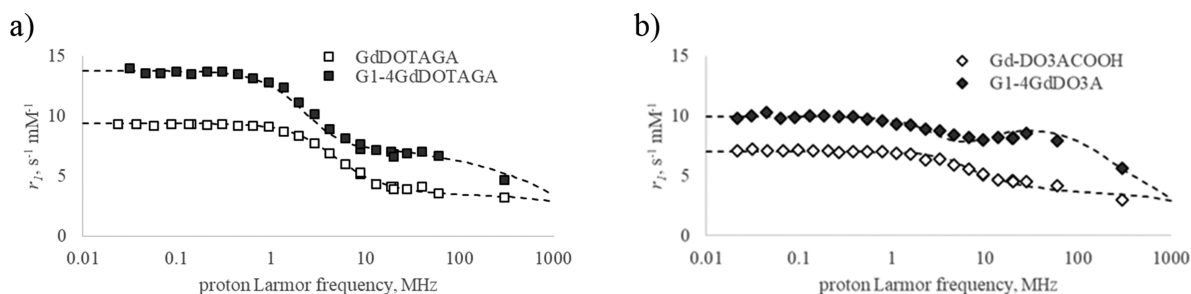 a)
15
10
5
0
r1, s-1 mM-1
GdDOTAGA
G1-4GdDOTAGA
0.01 0.1 1 10 100 1000
proton Larmor frequency, MHz
b)
15
10
5
0
r1, s-1 mM-1
Gd-DO3ACOOH
G1-4GdDO3A
0.01 0.1 1 10 100 1000
proton Larmor frequency, MHz